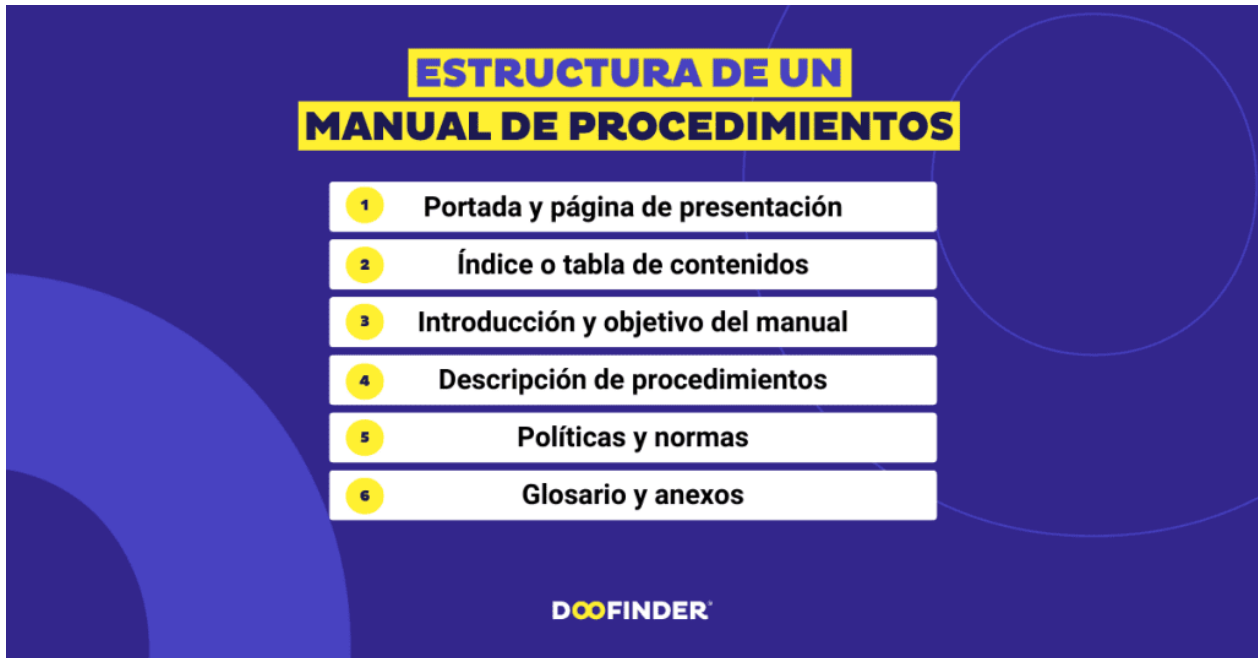 ESTRUCTURA DE UN
MANUAL DE PROCEDIMIENTOS
1 Portada y página de presentación
2 Índice o tabla de contenidos
3 Introducción y objetivo del manual
4 Descripción de procedimientos
5 Políticas y normas
6 Glosario y anexos
DOOFINDER